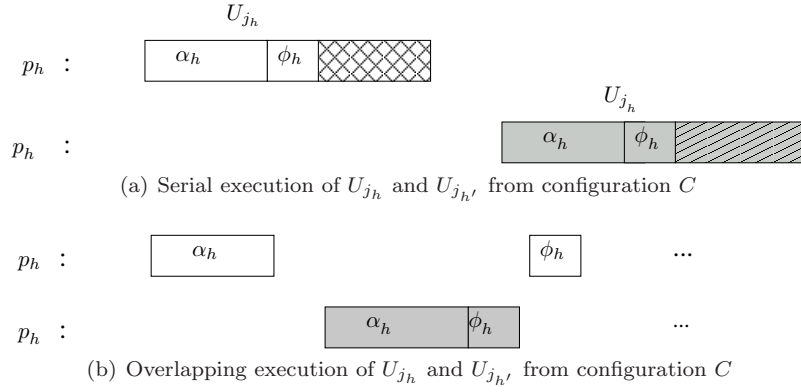 U_{j_h}
p_h : α_h ϕ_h
U_{j_h}
p_h : α_h ϕ_h
(a) Serial execution of U_{j_h} and U_{j_{h'}} from configuration C
p_h : α_h ϕ_h ...
p_h : α_h ϕ_h ...
(b) Overlapping execution of U_{j_h} and U_{j_{h'}} from configuration C